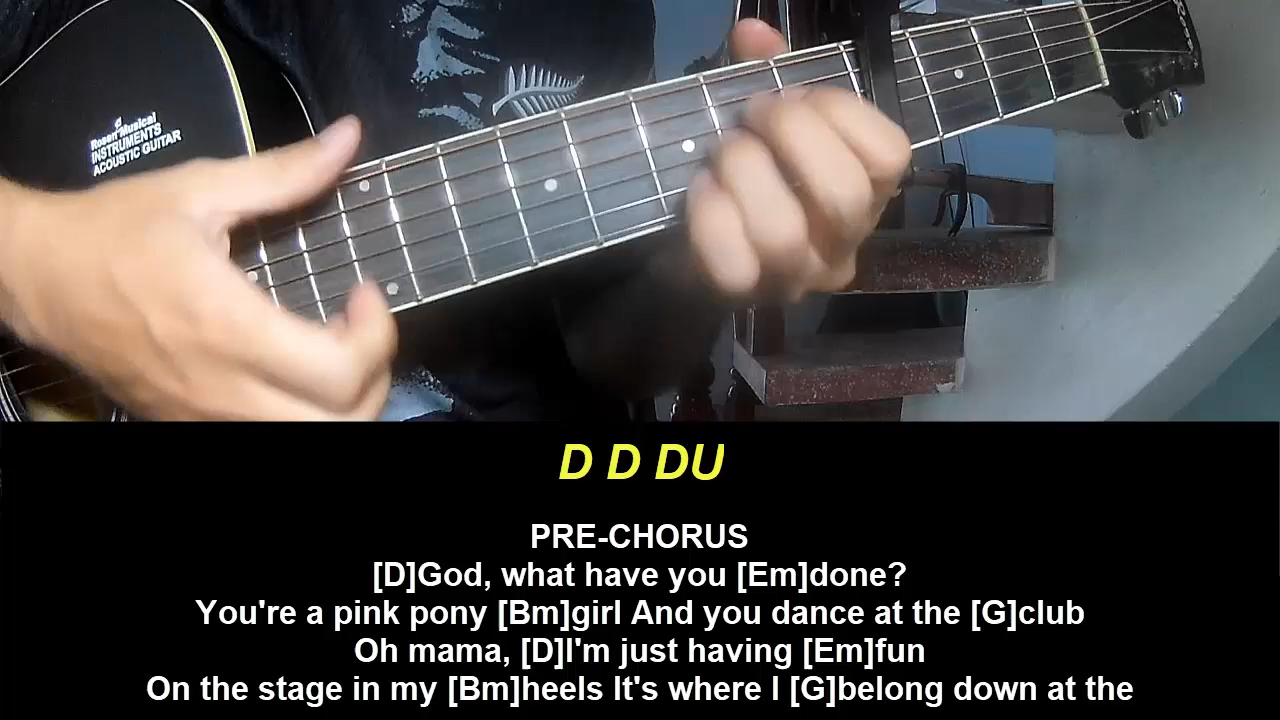 Rosen Musical
INSTRUMENTS
ACOUSTIC GUITAR
D D DU
PRE-CHORUS
[D]God, what have you [Em]done?
You're a pink pony [Bm]girl And you dance at the [G]club
Oh mama, [D]I'm just having [Em]fun
On the stage in my [Bm]heels It's where I [G]belong down at the